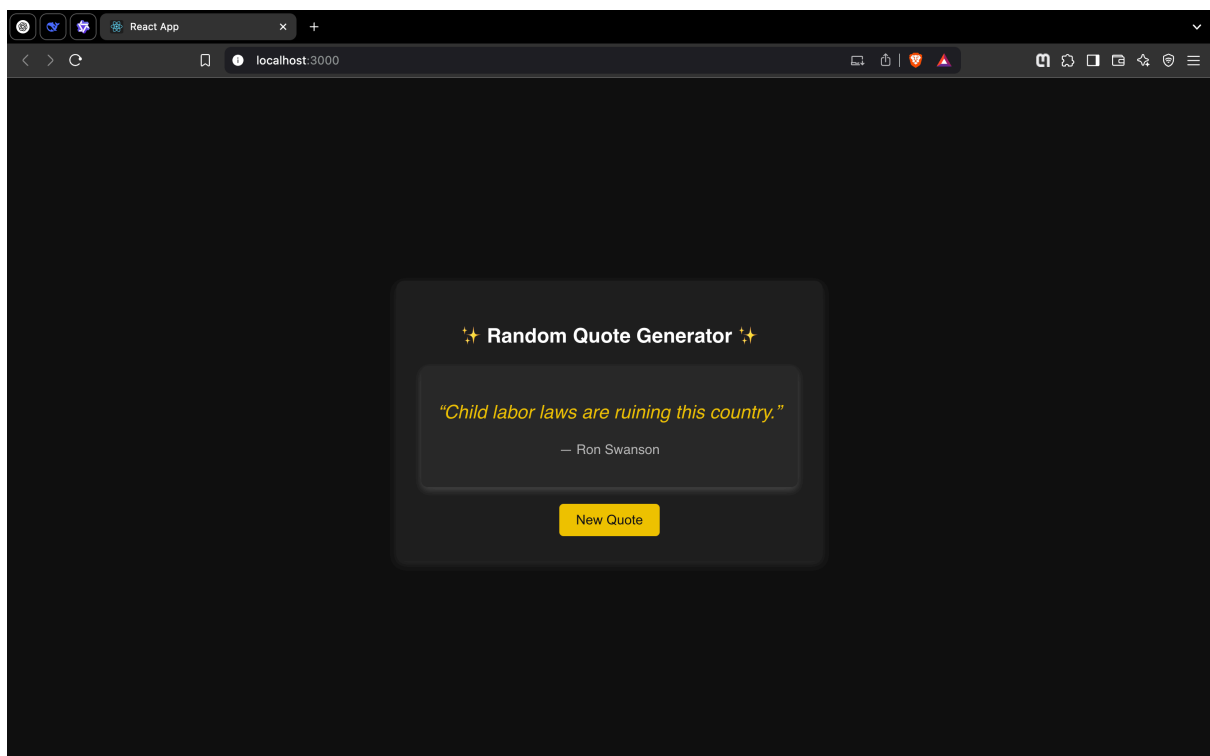 React App
localhost:3000
✨ Random Quote Generator ✨
“Child labor laws are ruining this country.”
— Ron Swanson
New Quote